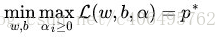 min max ℒ(w, b, α) = p*
w,b α_i≥0